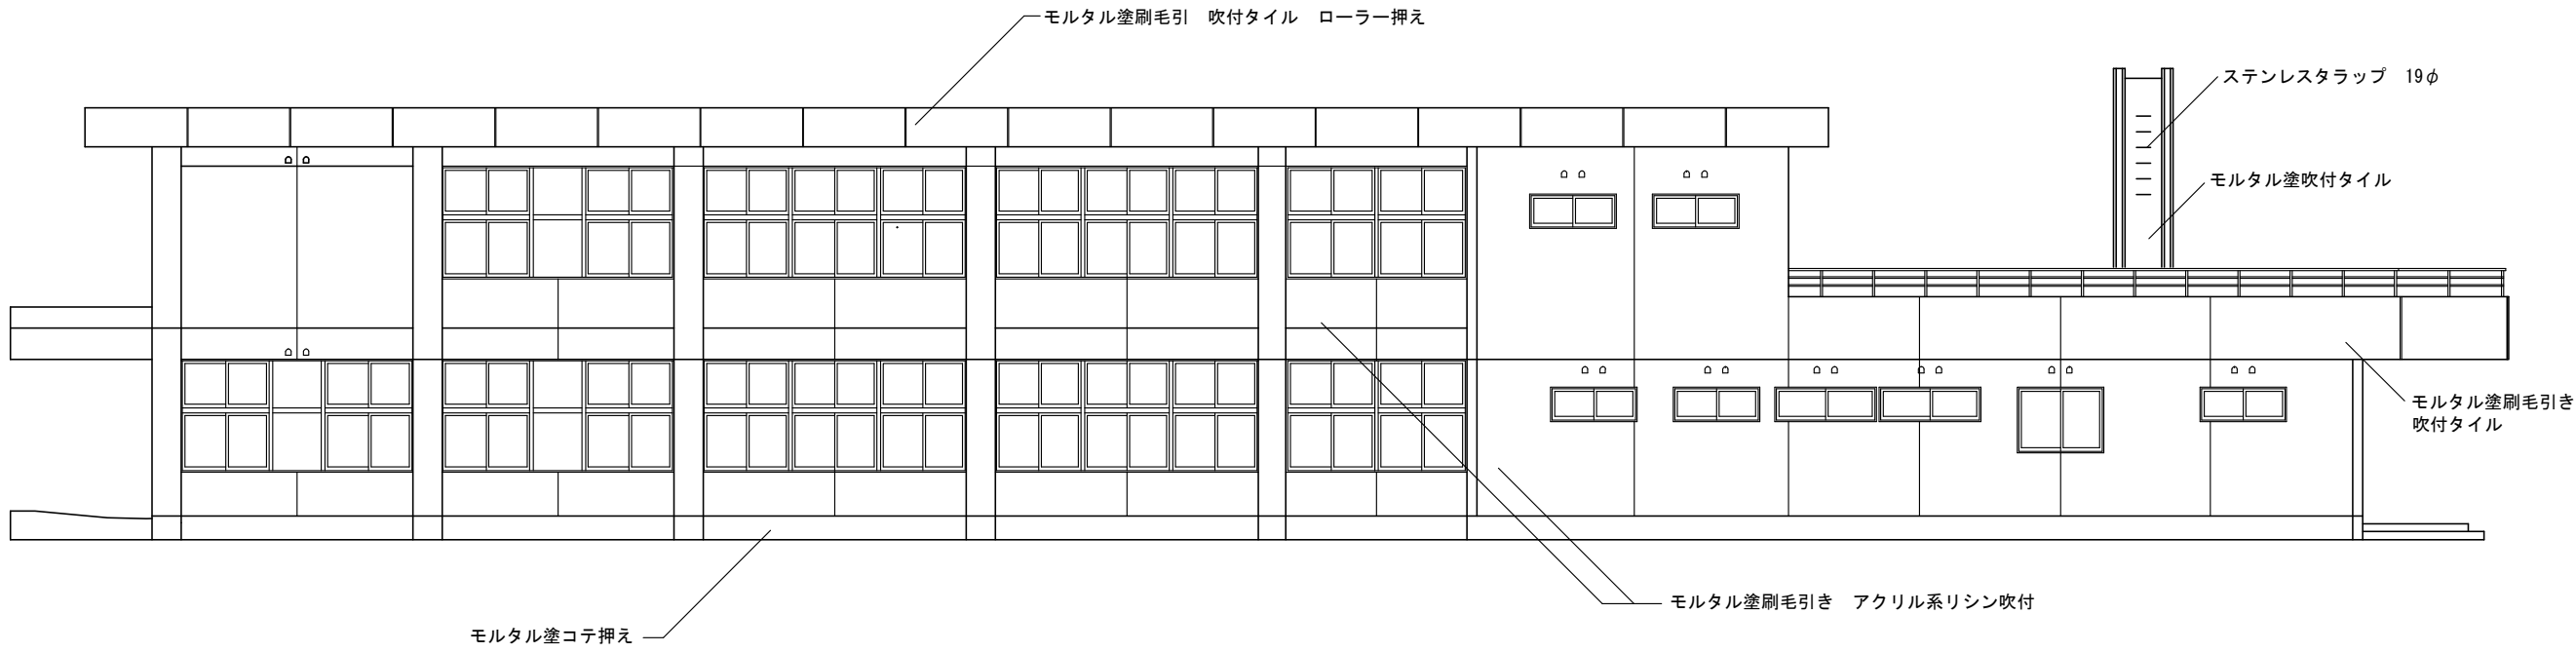 モルタル塗刷毛引　吹付タイル　ローラー押え
ステンレスタラップ　19φ
モルタル塗吹付タイル
モルタル塗刷毛引き
吹付タイル
モルタル塗刷毛引き　アクリル系リシン吹付
モルタル塗コテ押え